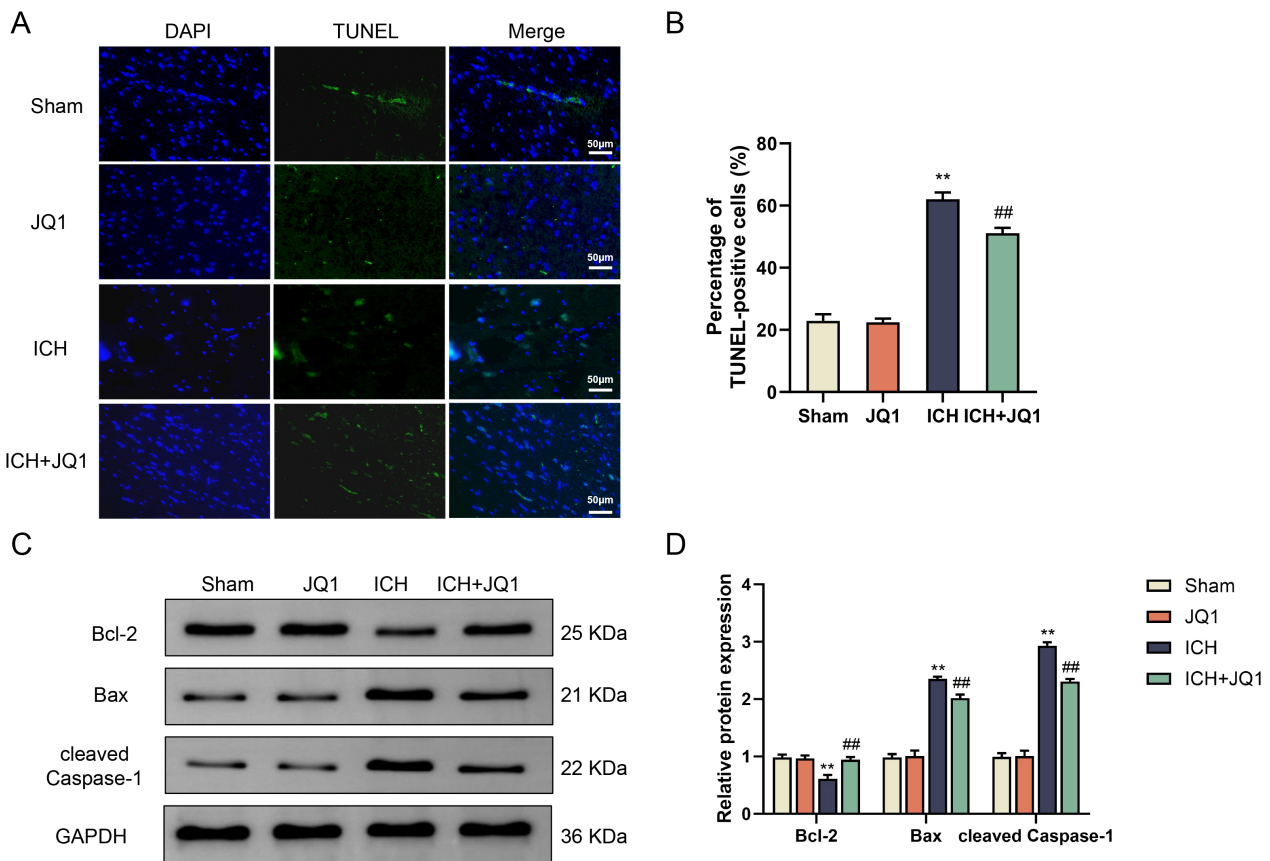 A
DAPI TUNEL Merge
Sham
50μm
JQ1
50μm
ICH
50μm
ICH+JQ1
50μm
B
Percentage of
TUNEL-positive cells (%)
80
60
40
20
0
**
##
Sham JQ1 ICH ICH+JQ1
C
Sham JQ1 ICH ICH+JQ1
Bcl-2 25 KDa
Bax 21 KDa
cleaved
Caspase-1 22 KDa
GAPDH 36 KDa
D
Relative protein expression
4
3
2
1
0
** ##
** ##
** ##
Bcl-2 Bax cleaved Caspase-1
Sham
JQ1
ICH
ICH+JQ1